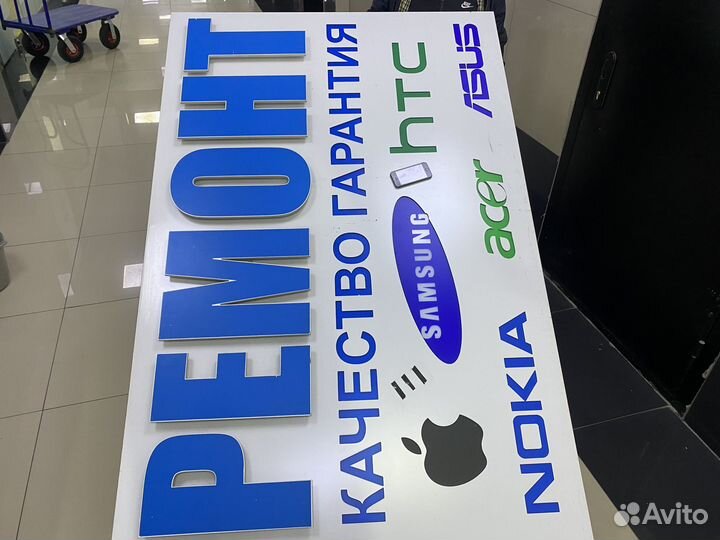 РЕМОНТ
КАЧЕСТВО ГАРАНТИЯ
SAMSUNG hTC
NOKIA acer ASUS
Avito